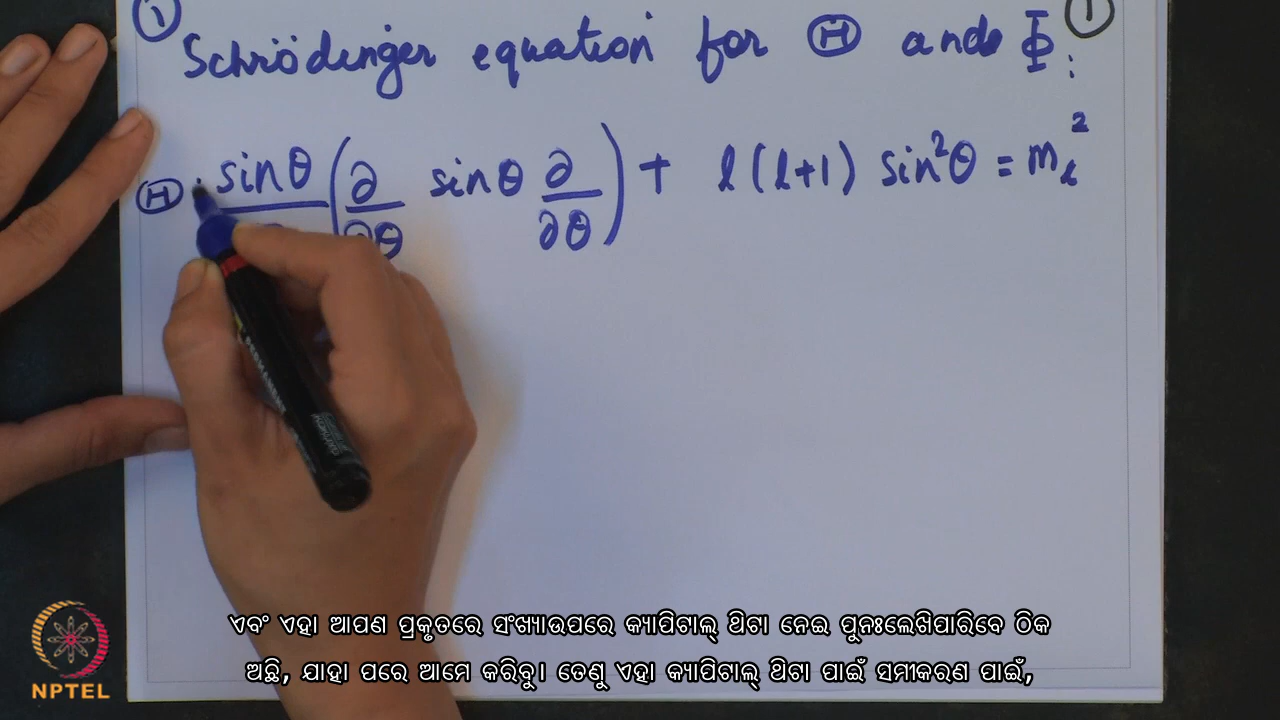 ① ①
Schrödinger equation for Ⓗ and Φ:
Ⓗ · sinθ (∂ sinθ ∂) + l(l+1) sin²θ = m_l²
∂θ ∂θ
ଏବଂ ଏହା ଆପଣ ପ୍ରକୃତରେ ସଂଖ୍ୟାଉପରେ କ୍ୟାପିଟାଲ୍ ଥିଟା ନେଇ ପୁନଃଲେଖିପାରିବେ ଠିକ
ଅଛି, ଯାହା ପରେ ଆମେ କରିବୁ। ତେଣୁ ଏହା କ୍ୟାପିଟାଲ୍ ଥିଟା ପାଇଁ ସମୀକରଣ ପାଇଁ,
NPTEL